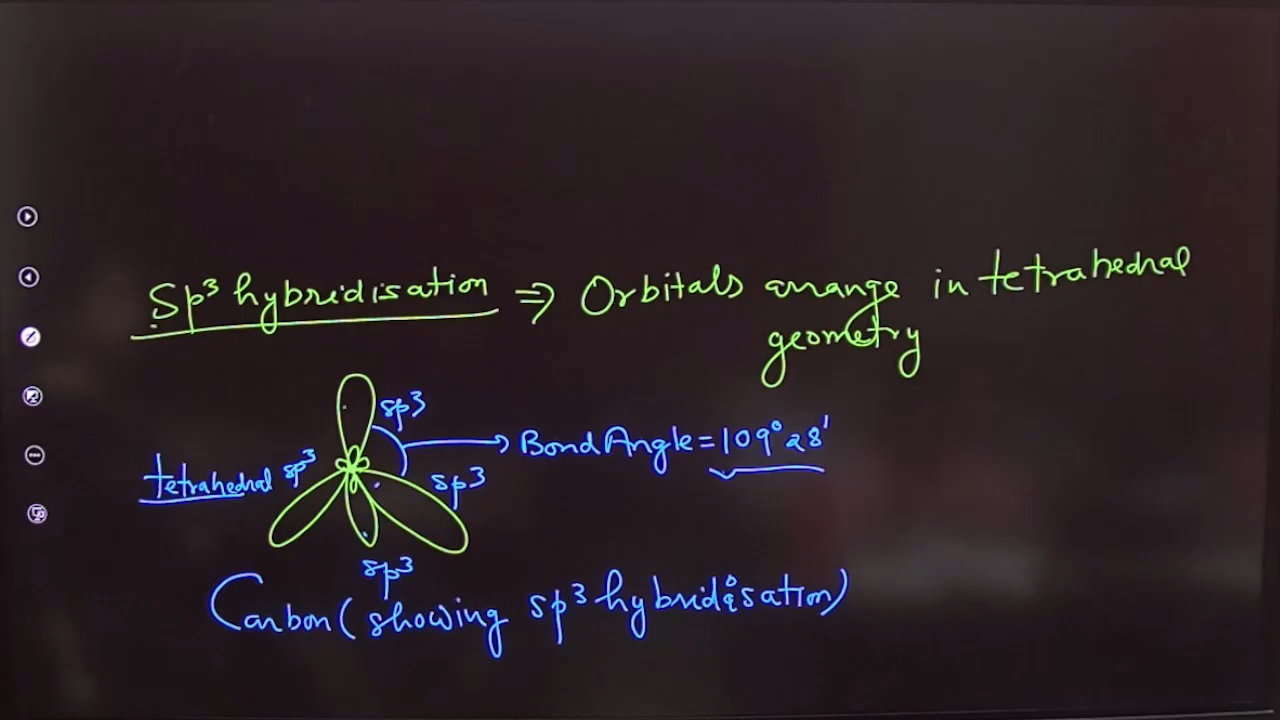 Sp³ hybridisation ⇒ Orbitals arrange in tetrahedral
geometry
sp3
Bond Angle = 109°28'
tetrahedral sp³
sp3
sp3
Carbon (showing sp³ hybridisation)